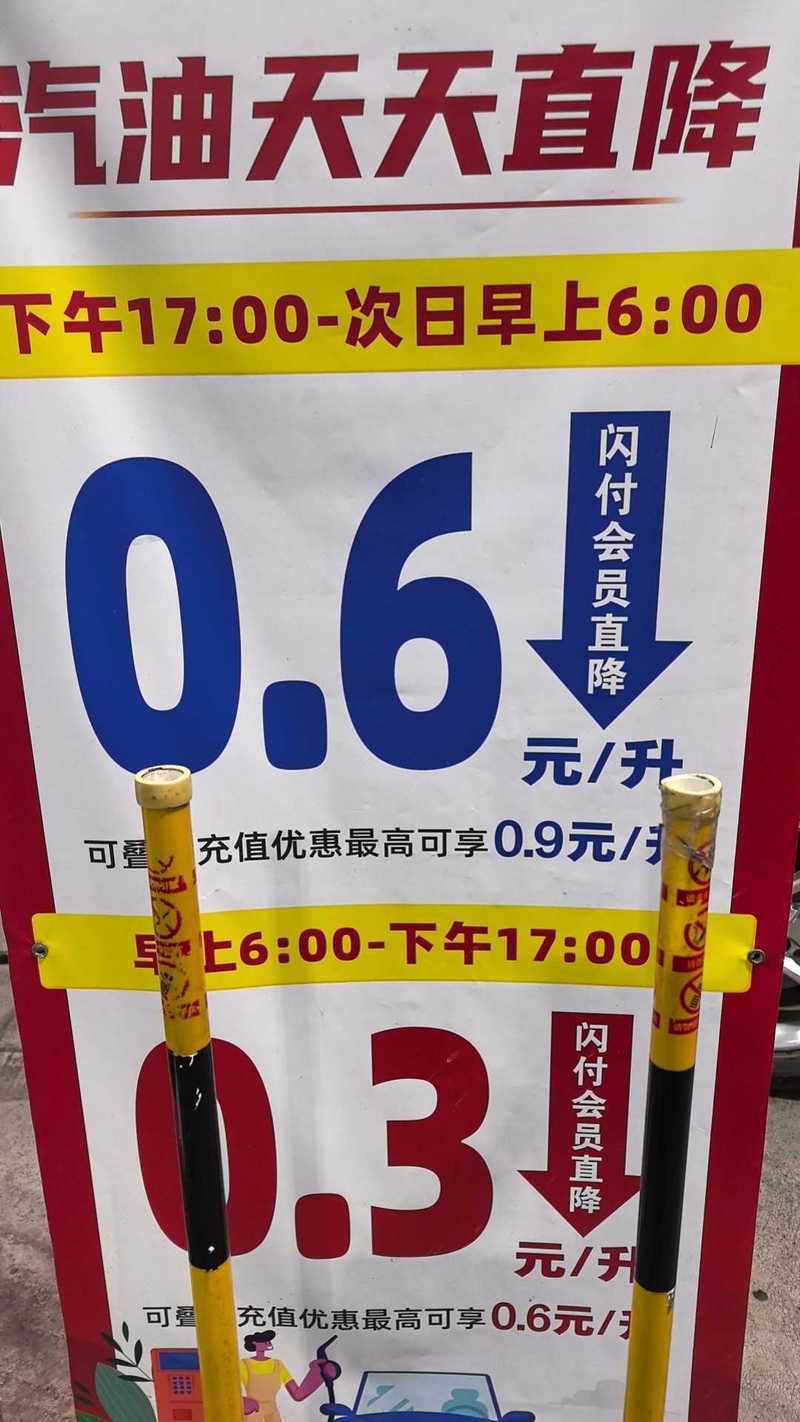 汽油天天直降
下午17:00-次日早上6:00
0.6
闪付会员直降
元/升
可叠 充值优惠最高可享0.9元/升
早上6:00-下午17:00
0.3
闪付会员直降
元/升
可叠 充值优惠最高可享0.6元/升